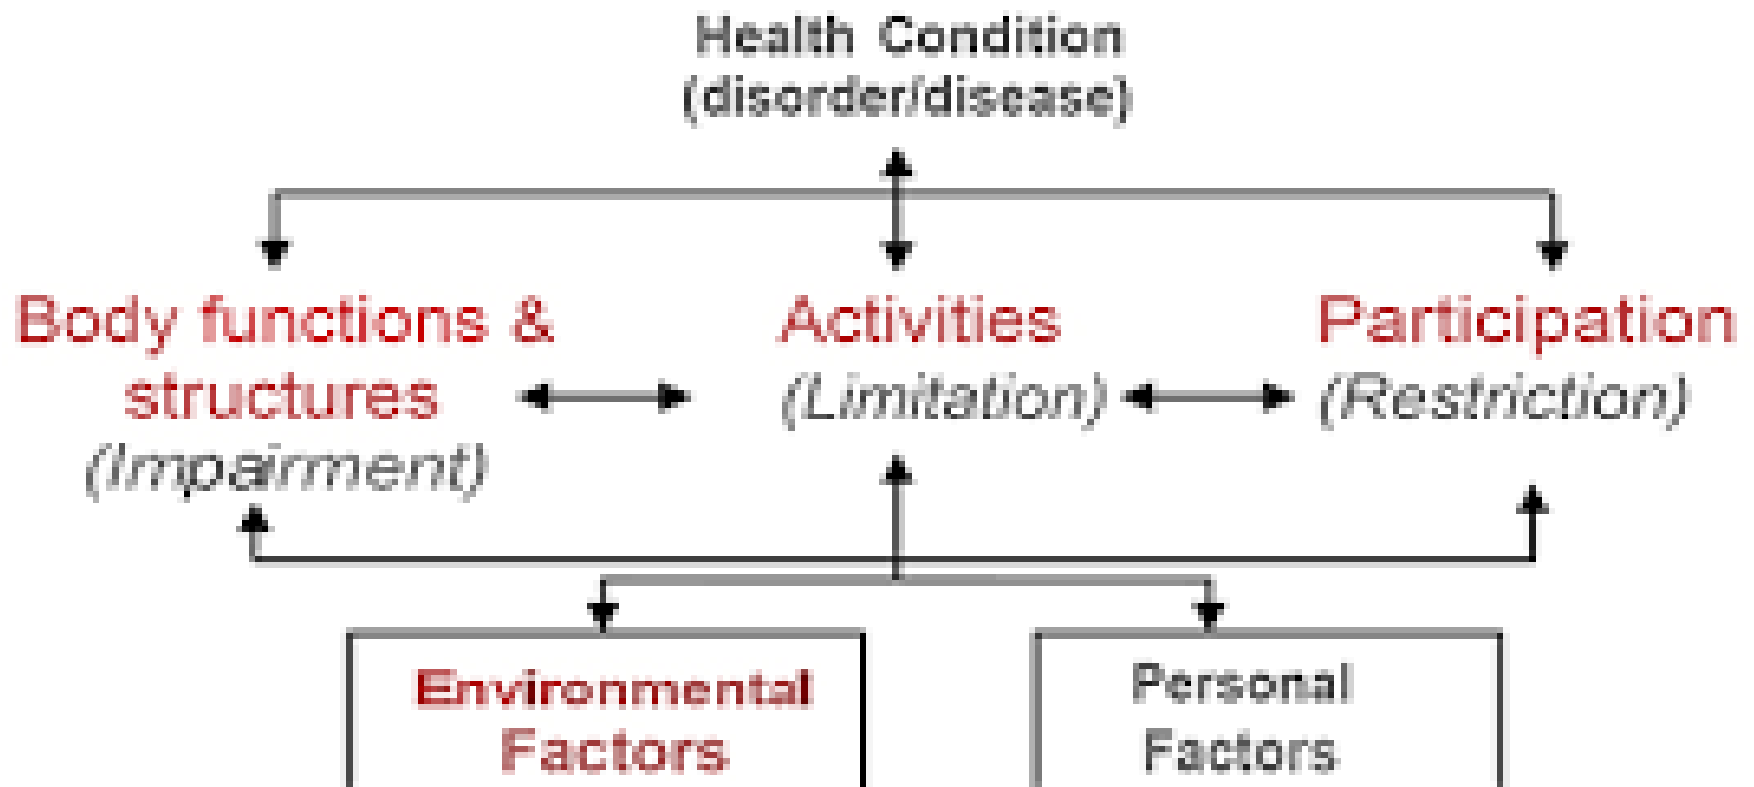 Health Condition
(disorder/disease)
Body functions &
structures
(Impairment)
Activities
(Limitation)
Participation
(Restriction)
Environmental
Factors
Personal
Factors